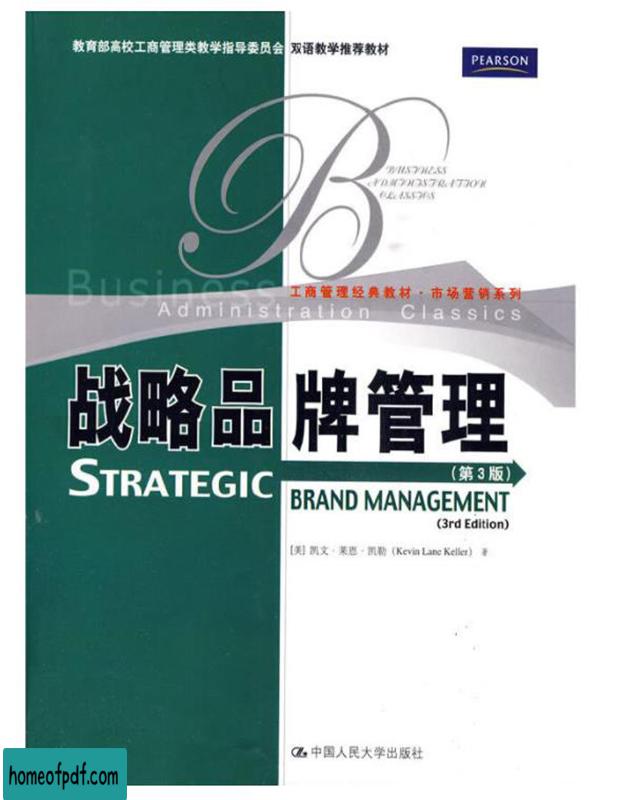 教育部高校工商管理类教学指导委员会 双语教学推荐教材
PEARSON
B
BUSINESS
ADMINISTRATION
CLASSICS
Business
工商管理经典教材·市场营销系列
Administration Classics
战略品牌管理
(第3版)
STRATEGIC
BRAND MANAGEMENT
(3rd Edition)
[美] 凯文·莱恩·凯勒 (Kevin Lane Keller) 著
中国人民大学出版社
homeofpdf.com